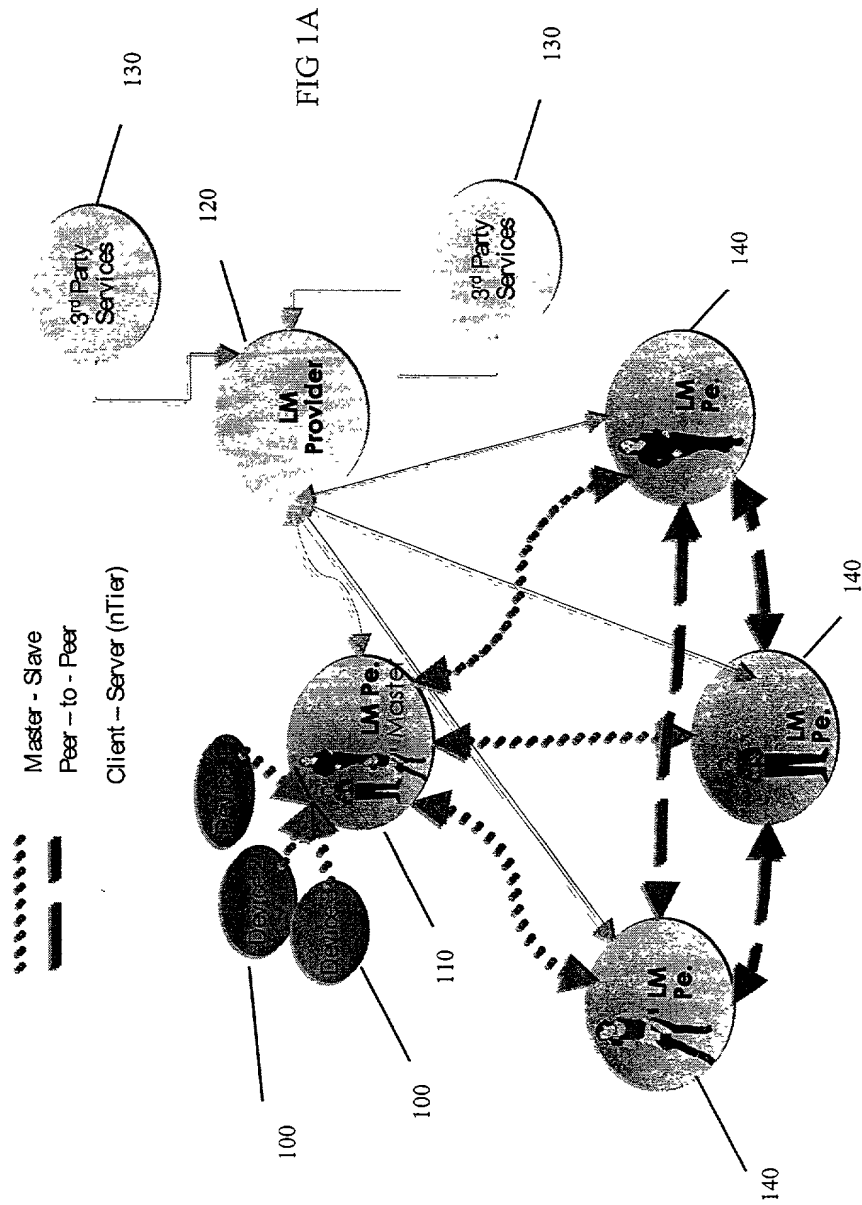 Master - Slave
Peer – to - Peer
Client – Server (nTier)
FIG 1A
3rd Party
Services
130
120
LM
Provider
3rd Party
Services
130
Device
Device
Device
100
100
LM Pe.
Master
110
LM
Pe.
140
LM
Pe.
140
LM
Pe.
140